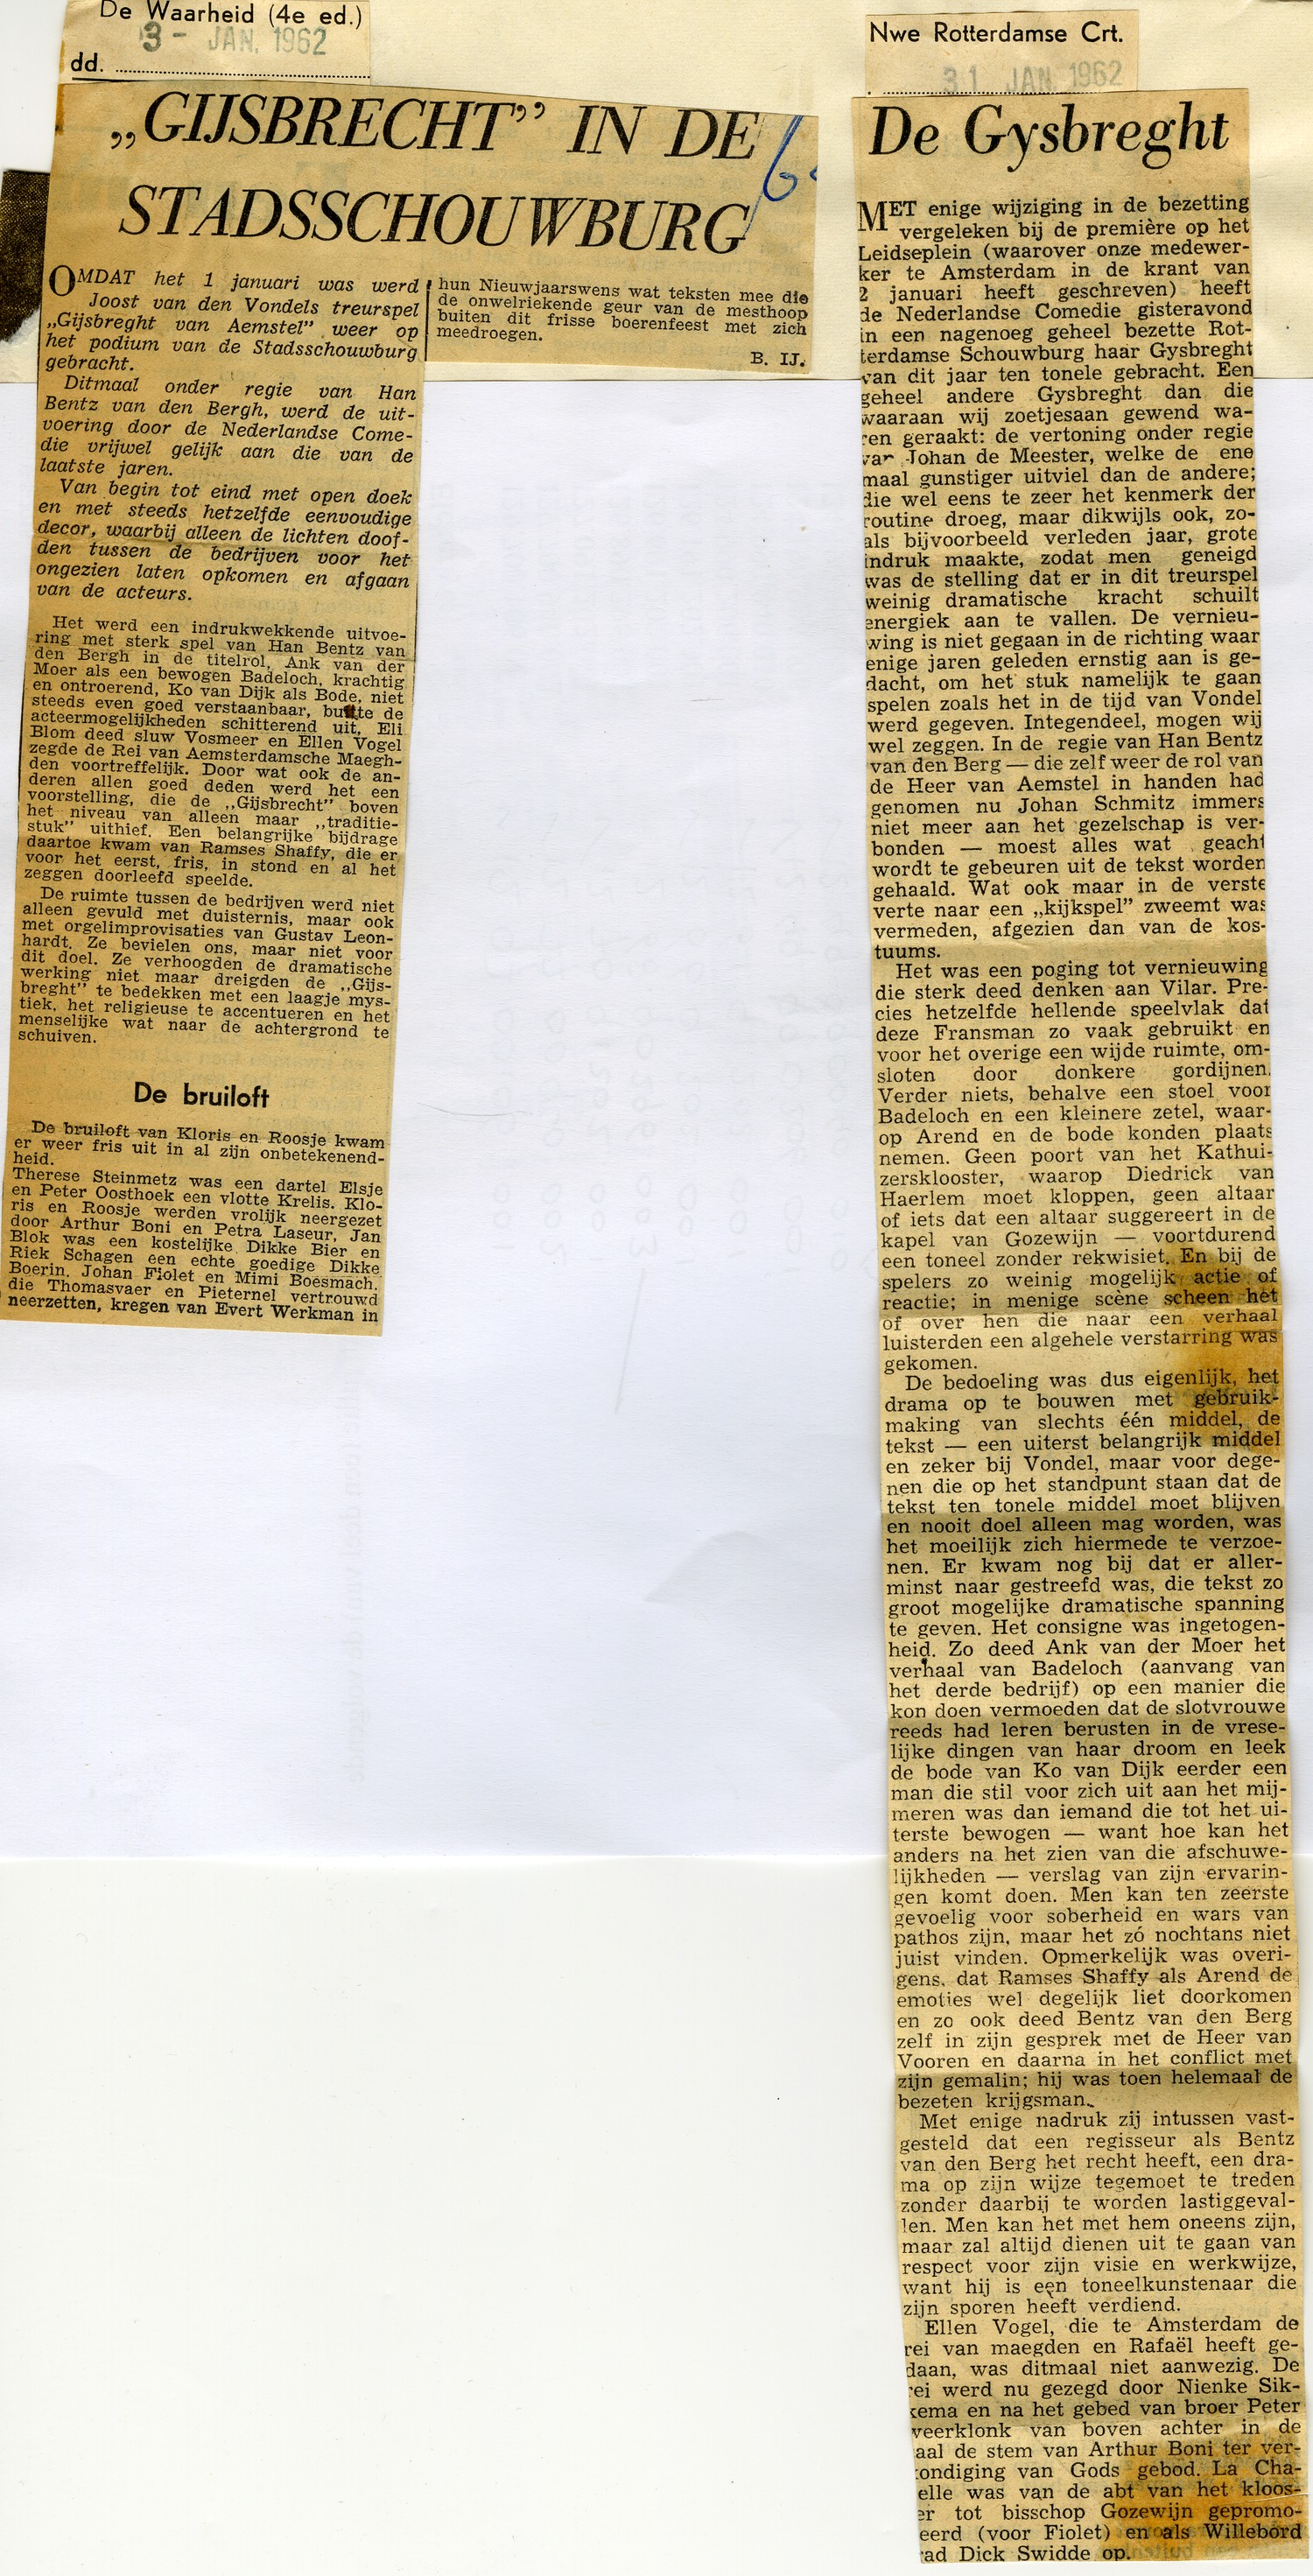 De Waarheid (4e ed.)
3 - JAN. 1962
dd.
„GIJSBRECHT” IN DE
STADSSCHOUWBURG
OMDAT het 1 januari was werd
Joost van den Vondels treurspel
„Gijsbreght van Aemstel” weer op
het podium van de Stadsschouwburg
gebracht.
Ditmaal onder regie van Han
Bentz van den Bergh, werd de uit-
voering door de Nederlandse Come-
die vrijwel gelijk aan die van de
laatste jaren.
Van begin tot eind met open doek
en met steeds hetzelfde eenvoudige
decor, waarbij alleen de lichten doof-
den tussen de bedrijven voor het
ongezien laten opkomen en afgaan
van de acteurs.
Het werd een indrukwekkende uitvoe-
ring met sterk spel van Han Bentz van
den Bergh in de titelrol, Ank van der
Moer als een bewogen Badeloch, krachtig
en ontroerend, Ko van Dijk als Bode, niet
steeds even goed verstaanbaar, buitte de
acteermogelijkheden schitterend uit, Eli
Blom deed sluw Vosmeer en Ellen Vogel
zegde de Rei van Aemsterdamsche Maegh-
den voortreffelijk. Door wat ook de an-
deren allen goed deden werd het een
voorstelling, die de „Gijsbrecht” boven
het niveau van alleen maar „traditie-
stuk” uithief. Een belangrijke bijdrage
daartoe kwam van Ramses Shaffy, die er
voor het eerst, fris, in stond en al het
zeggen doorleefd speelde.
De ruimte tussen de bedrijven werd niet
alleen gevuld met duisternis, maar ook
met orgelimprovisaties van Gustav Leon-
hardt. Ze bevielen ons, maar niet voor
dit doel. Ze verhoogden de dramatische
werking niet maar dreigden de „Gijs-
breght” te bedekken met een laagje mys-
tiek, het religieuse te accentueren en het
menselijke wat naar de achtergrond te
schuiven.
De bruiloft
De bruiloft van Kloris en Roosje kwam
er weer fris uit in al zijn onbetekenend-
heid.
Therese Steinmetz was een dartel Elsje
en Peter Oosthoek een vlotte Krelis. Klo-
ris en Roosje werden vrolijk neergezet
door Arthur Boni en Petra Laseur, Jan
Blok was een kostelijke Dikke Bier en
Riek Schagen een echte goedige Dikke
Boerin. Johan Fiolet en Mimi Boesmach,
die Thomasvaer en Pieternel vertrouwd
neerzetten, kregen van Evert Werkman in
hun Nieuwjaarswens wat teksten mee die
de onwelriekende geur van de mesthoop
buiten dit frisse boerenfeest met zich
meedroegen.
B. IJ.
Nwe Rotterdamse Crt.
31 JAN 1962
De Gysbreght
MET enige wijziging in de bezetting
vergeleken bij de première op het
Leidseplein (waarover onze medewer-
ker te Amsterdam in de krant van
2 januari heeft geschreven) heeft
de Nederlandse Comedie gisteravond
in een nagenoeg geheel bezette Rot-
terdamse Schouwburg haar Gysbreght
van dit jaar ten tonele gebracht. Een
geheel andere Gysbreght dan die
waaraan wij zoetjesaan gewend wa-
ren geraakt: de vertoning onder regie
van Johan de Meester, welke de ene
maal gunstiger uitviel dan de andere;
die wel eens te zeer het kenmerk der
routine droeg, maar dikwijls ook, zo-
als bijvoorbeeld verleden jaar, grote
indruk maakte, zodat men geneigd
was de stelling dat er in dit treurspel
weinig dramatische kracht schuilt
energiek aan te vallen. De vernieu-
wing is niet gegaan in de richting waar
enige jaren geleden ernstig aan is ge-
dacht, om het stuk namelijk te gaan
spelen zoals het in de tijd van Vondel
werd gegeven. Integendeel, mogen wij
wel zeggen. In de regie van Han Bentz
van den Berg — die zelf weer de rol van
de Heer van Aemstel in handen had
genomen nu Johan Schmitz immers
niet meer aan het gezelschap is ver-
bonden — moest alles wat geacht
wordt te gebeuren uit de tekst worden
gehaald. Wat ook maar in de verste
verte naar een „kijkspel” zweemt was
vermeden, afgezien dan van de kos-
tuums.
Het was een poging tot vernieuwing
die sterk deed denken aan Vilar. Pre-
cies hetzelfde hellende speelvlak dat
deze Fransman zo vaak gebruikt en
voor het overige een wijde ruimte, om-
sloten door donkere gordijnen.
Verder niets, behalve een stoel voor
Badeloch en een kleinere zetel, waar-
op Arend en de bode konden plaats
nemen. Geen poort van het Kathui-
zersklooster, waarop Diedrick van
Haerlem moet kloppen, geen altaar
of iets dat een altaar suggereert in de
kapel van Gozewijn — voortdurend
een toneel zonder rekwisiet. En bij de
spelers zo weinig mogelijk actie of
reactie; in menige scène scheen het
of over hen die naar een verhaal
luisterden een algehele verstarring was
gekomen.
De bedoeling was dus eigenlijk, het
drama op te bouwen met gebruik-
making van slechts één middel, de
tekst — een uiterst belangrijk middel
en zeker bij Vondel, maar voor dege-
nen die op het standpunt staan dat de
tekst ten tonele middel moet blijven
en nooit doel alleen mag worden, was
het moeilijk zich hiermede te verzoe-
nen. Er kwam nog bij dat er aller-
minst naar gestreefd was, die tekst zo
groot mogelijke dramatische spanning
te geven. Het consigne was ingetogen-
heid. Zo deed Ank van der Moer het
verhaal van Badeloch (aanvang van
het derde bedrijf) op een manier die
kon doen vermoeden dat de slotvrouwe
reeds had leren berusten in de vrese-
lijke dingen van haar droom en leek
de bode van Ko van Dijk eerder een
man die stil voor zich uit aan het mij-
meren was dan iemand die tot het ui-
terste bewogen — want hoe kan het
anders na het zien van die afschuwe-
lijkheden — verslag van zijn ervarin-
gen komt doen. Men kan ten zeerste
gevoelig voor soberheid en wars van
pathos zijn, maar het zó nochtans niet
juist vinden. Opmerkelijk was overi-
gens, dat Ramses Shaffy als Arend de
emoties wel degelijk liet doorkomen
en zo ook deed Bentz van den Berg
zelf in zijn gesprek met de Heer van
Vooren en daarna in het conflict met
zijn gemalin; hij was toen helemaal de
bezeten krijgsman.
Met enige nadruk zij intussen vast-
gesteld dat een regisseur als Bentz
van den Berg het recht heeft, een dra-
ma op zijn wijze tegemoet te treden
zonder daarbij te worden lastiggeval-
len. Men kan het met hem oneens zijn,
maar zal altijd dienen uit te gaan van
respect voor zijn visie en werkwijze,
want hij is een toneelkunstenaar die
zijn sporen heeft verdiend.
Ellen Vogel, die te Amsterdam de
rei van maegden en Rafaël heeft ge-
daan, was ditmaal niet aanwezig. De
rei werd nu gezegd door Nienke Sik-
kema en na het gebed van broer Peter
weerklonk van boven achter in de
aal de stem van Arthur Boni ter ver-
ondiging van Gods gebod. La Cha-
elle was van de abt van het kloos-
er tot bisschop Gozewijn gepromo-
eerd (voor Fiolet) en als Willebord
ad Dick Swidde op.